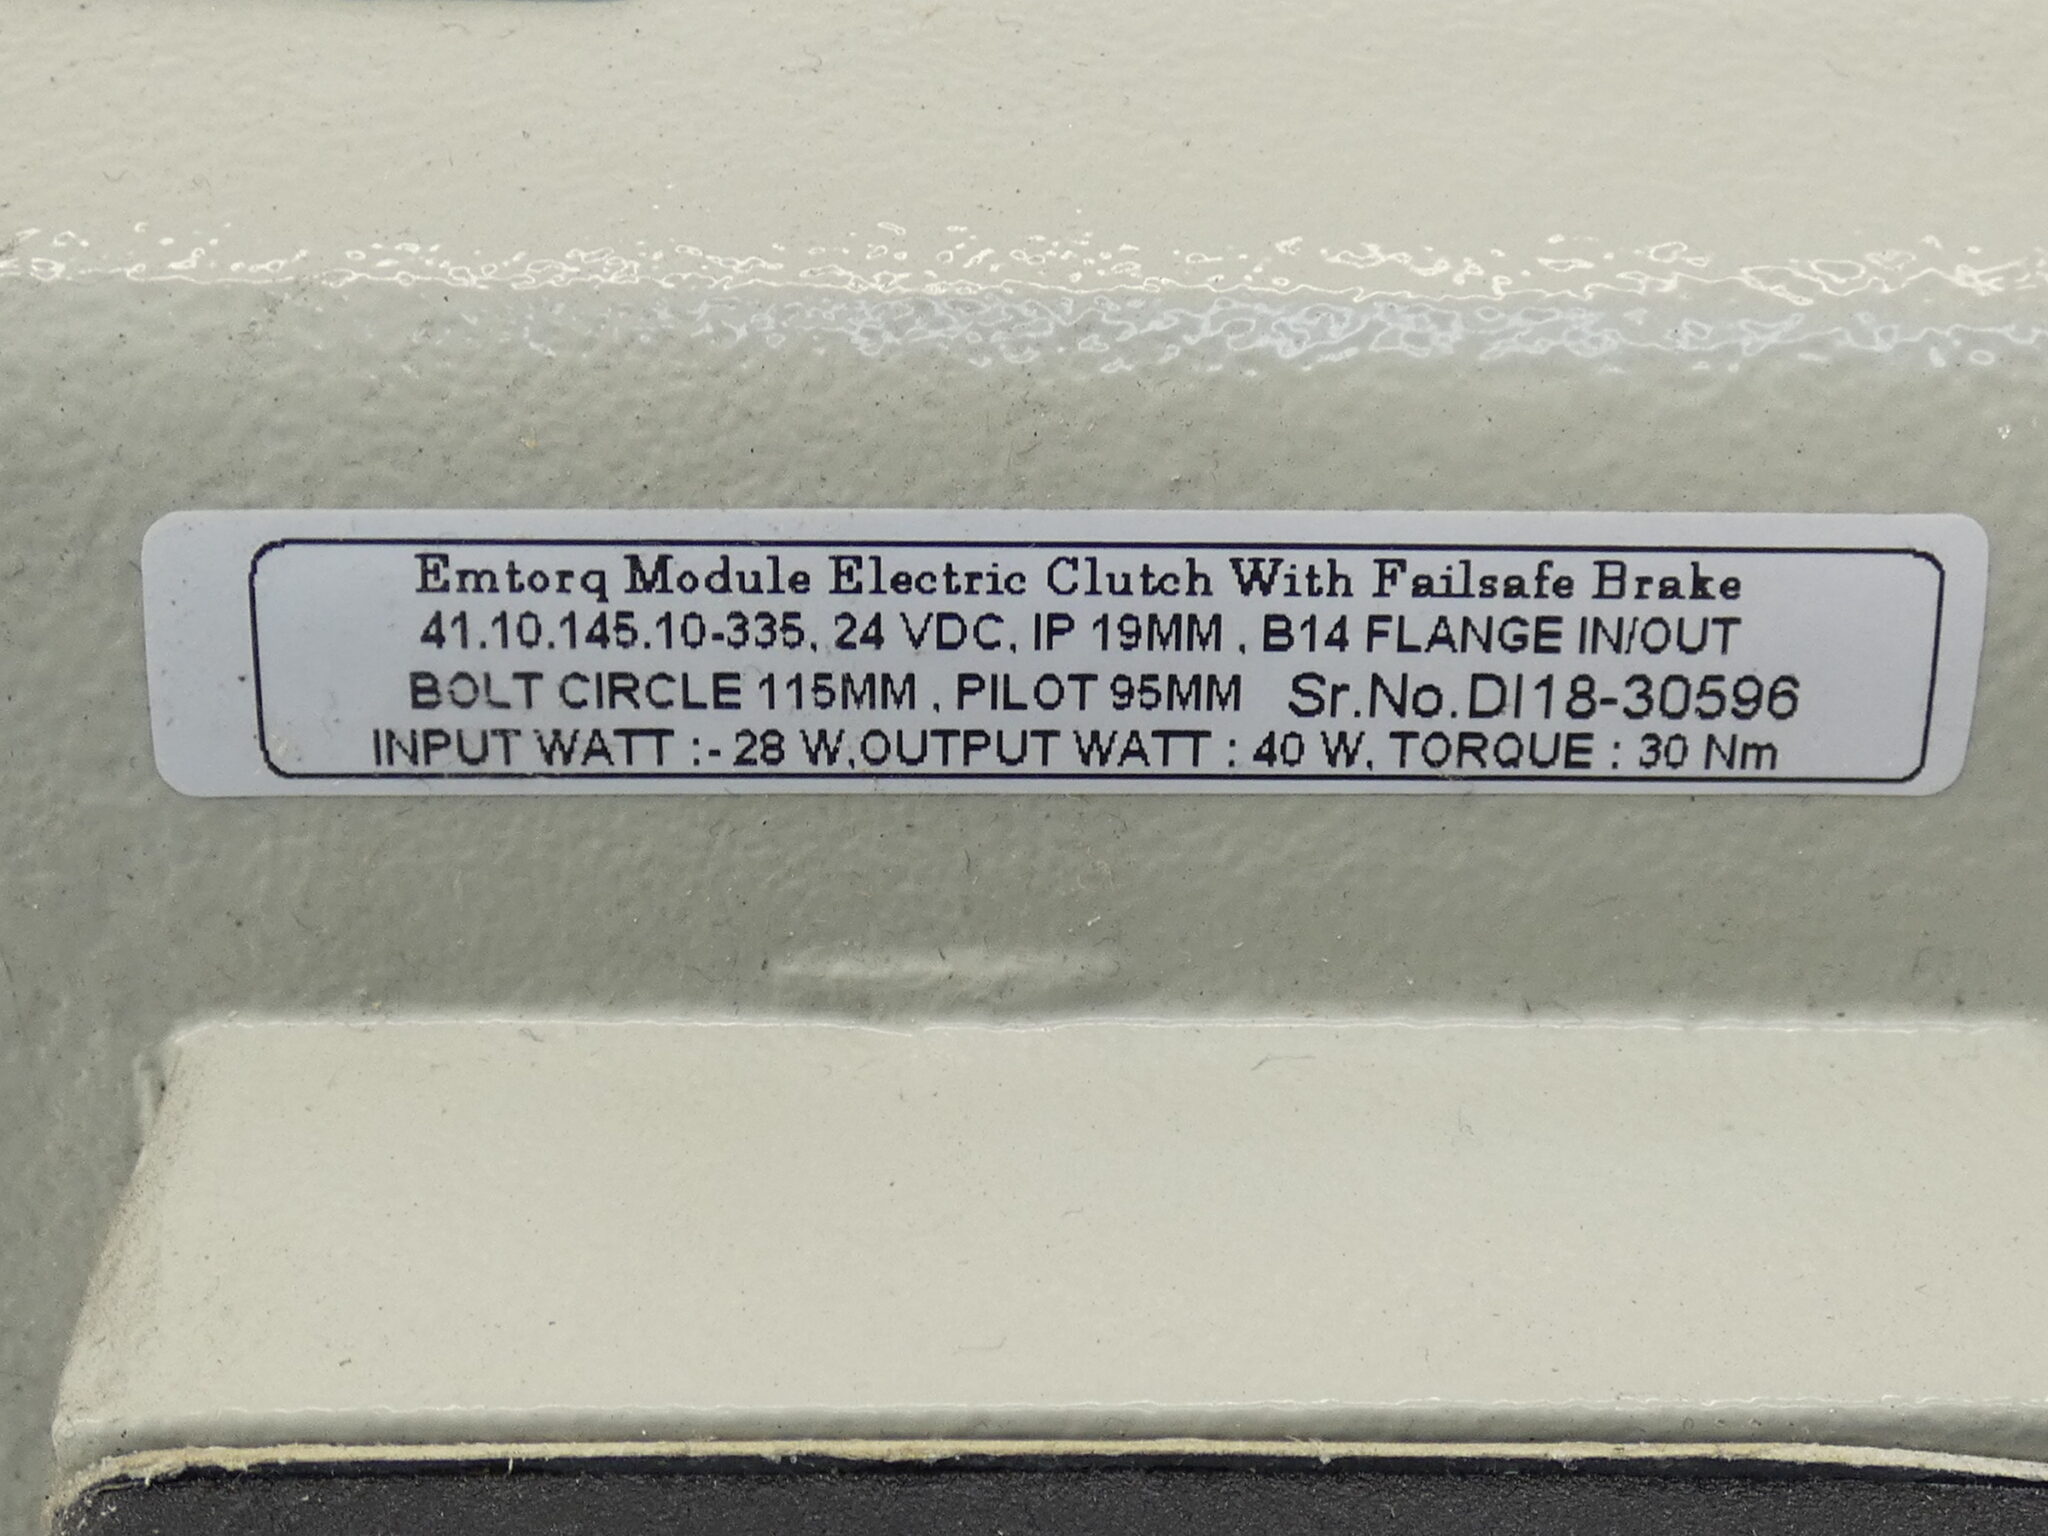 Emtorq Module Electric Clutch With Failsafe Brake
41.10.145.10-335, 24 VDC, IP 19MM , B14 FLANGE IN/OUT
BOLT CIRCLE 115MM , PILOT 95MM Sr.No.DI18-30596
INPUT WATT :- 28 W,OUTPUT WATT : 40 W, TORQUE : 30 Nm